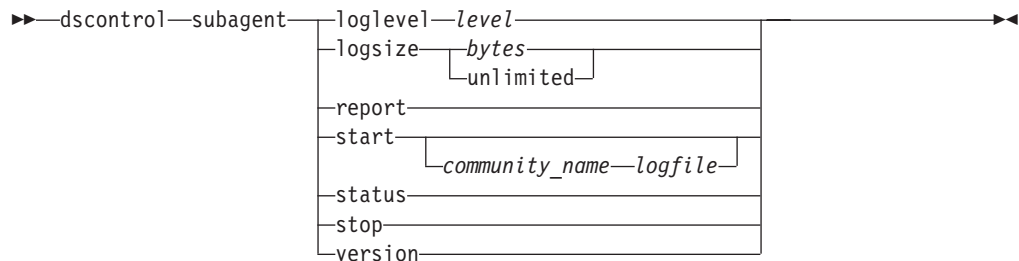 dscontrol subagent loglevel level
logsize bytes
unlimited
report
start
community_name logfile
status
stop
version